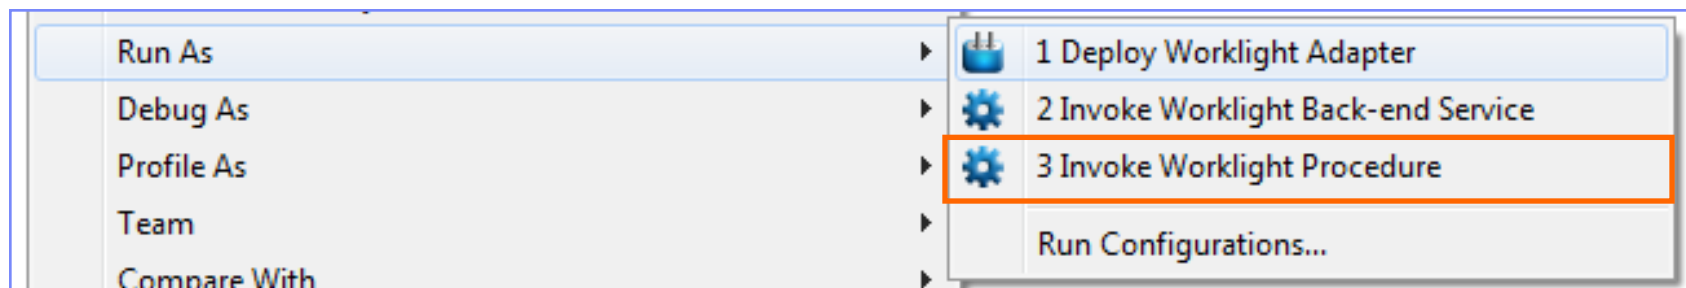 Run As
Debug As
Profile As
Team
Compare With
1 Deploy Worklight Adapter
2 Invoke Worklight Back-end Service
3 Invoke Worklight Procedure
Run Configurations...